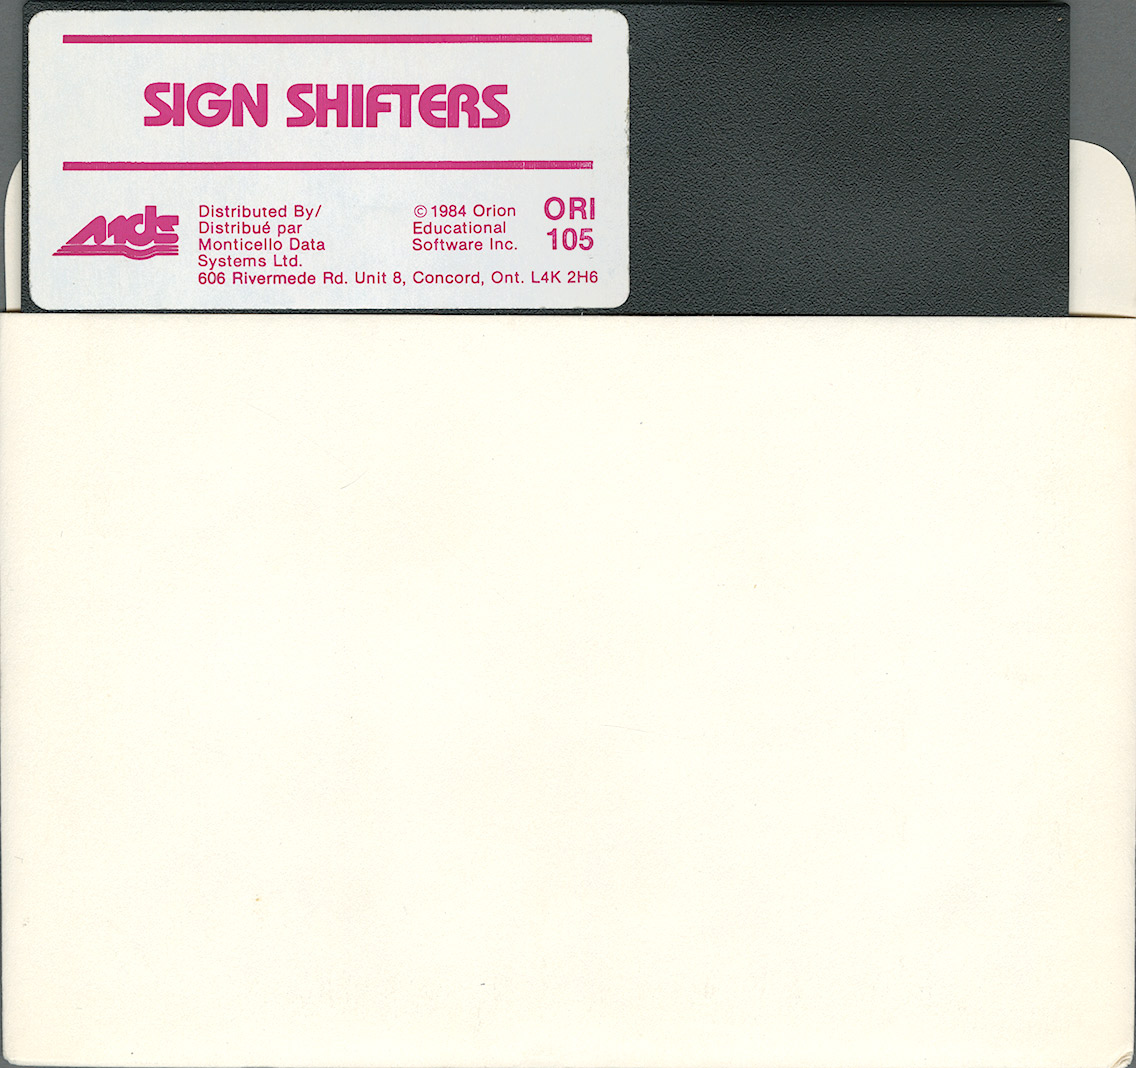 SIGN SHIFTERS
mds
Distributed By/
Distribué par
Monticello Data
Systems Ltd.
606 Rivermede Rd. Unit 8, Concord, Ont. L4K 2H6
© 1984 Orion
Educational
Software Inc.
ORI
105